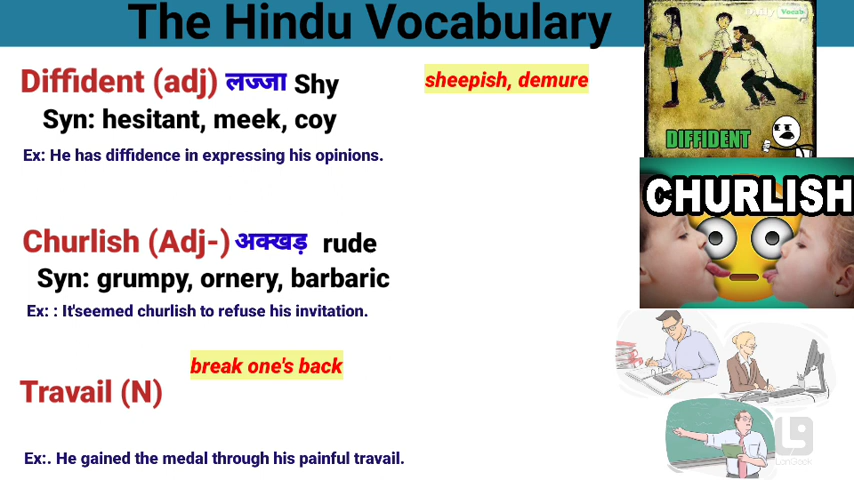 The Hindu Vocabulary
Diffident (adj) लज्जा Shy
sheepish, demure
Syn: hesitant, meek, coy
Ex: He has diffidence in expressing his opinions.
Vocab
DIFFIDENT
CHURLISH
Churlish (Adj-) अक्खड़ rude
Syn: grumpy, ornery, barbaric
Ex: : It'seemed churlish to refuse his invitation.
break one's back
Travail (N)
Ex:. He gained the medal through his painful travail.
LariGeek